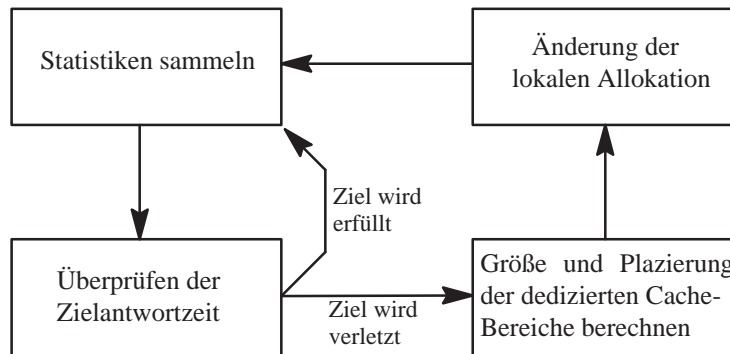 Statistiken sammeln
Änderung der
lokalen Allokation
Ziel wird
erfüllt
Überprüfen der
Zielantwortzeit
Ziel wird
verletzt
Größe und Plazierung
der dedizierten Cache-
Bereiche berechnen